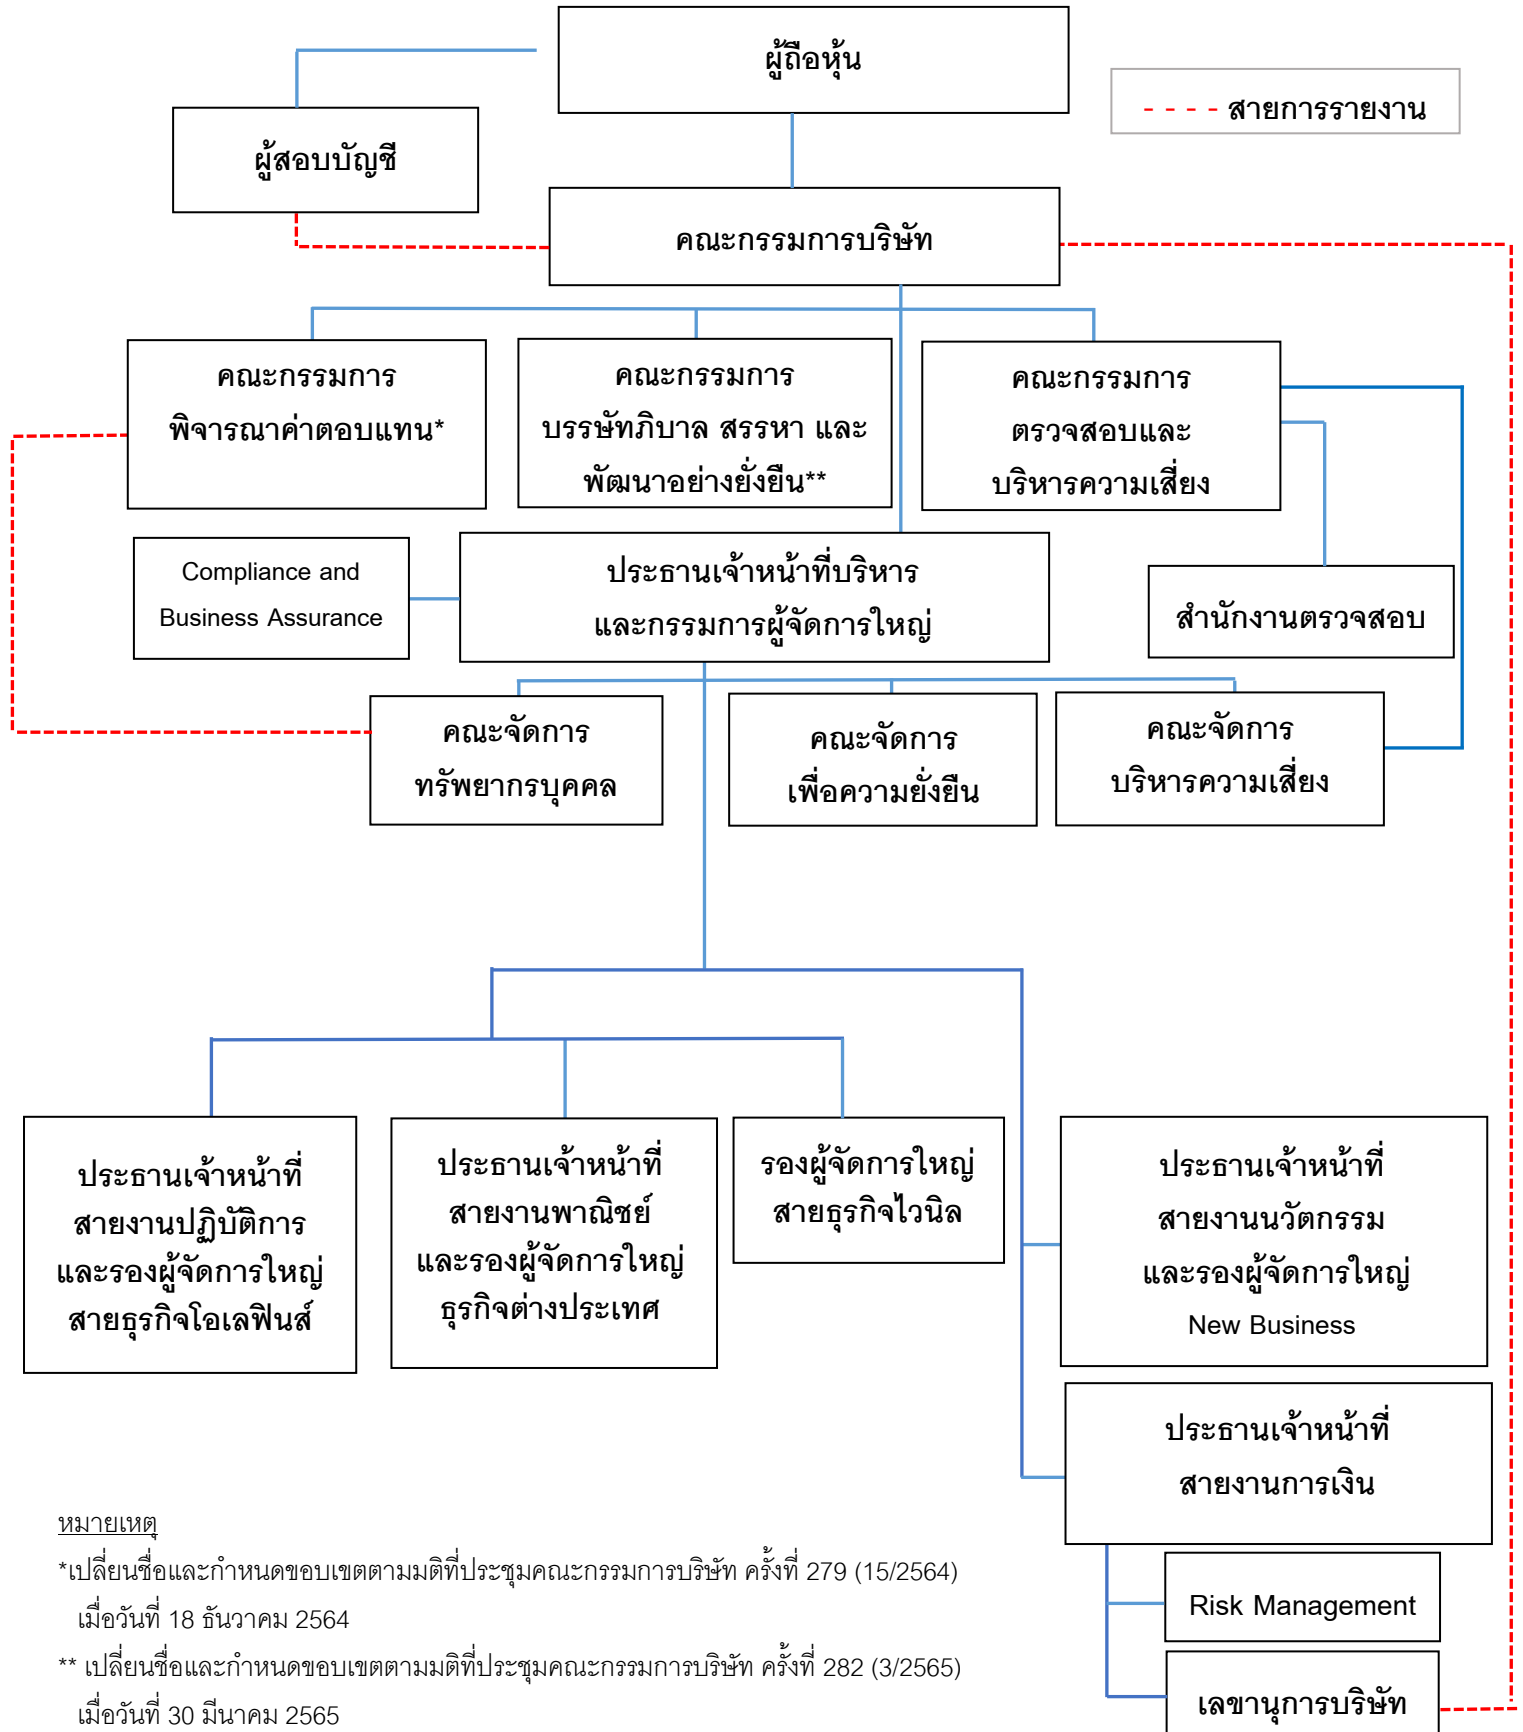 ผู้ถือหุ้น
- - - - สายการรายงาน
ผู้สอบบัญชี
คณะกรรมการบริษัท
คณะกรรมการ
พิจารณาค่าตอบแทน*
คณะกรรมการ
บรรษัทภิบาล สรรหา และ
พัฒนาอย่างยั่งยืน**
คณะกรรมการ
ตรวจสอบและ
บริหารความเสี่ยง
Compliance and
Business Assurance
ประธานเจ้าหน้าที่บริหาร
และกรรมการผู้จัดการใหญ่
สำนักงานตรวจสอบ
คณะจัดการ
ทรัพยากรบุคคล
คณะจัดการ
เพื่อความยั่งยืน
คณะจัดการ
บริหารความเสี่ยง
ประธานเจ้าหน้าที่
สายงานปฏิบัติการ
และรองผู้จัดการใหญ่
สายธุรกิจโอเลฟินส์
ประธานเจ้าหน้าที่
สายงานพาณิชย์
และรองผู้จัดการใหญ่
ธุรกิจต่างประเทศ
รองผู้จัดการใหญ่
สายธุรกิจไวนิล
ประธานเจ้าหน้าที่
สายงานนวัตกรรม
และรองผู้จัดการใหญ่
New Business
ประธานเจ้าหน้าที่
สายงานการเงิน
Risk Management
เลขานุการบริษัท
หมายเหตุ
*เปลี่ยนชื่อและกำหนดขอบเขตตามมติที่ประชุมคณะกรรมการบริษัท ครั้งที่ 279 (15/2564)
เมื่อวันที่ 18 ธันวาคม 2564
** เปลี่ยนชื่อและกำหนดขอบเขตตามมติที่ประชุมคณะกรรมการบริษัท ครั้งที่ 282 (3/2565)
เมื่อวันที่ 30 มีนาคม 2565